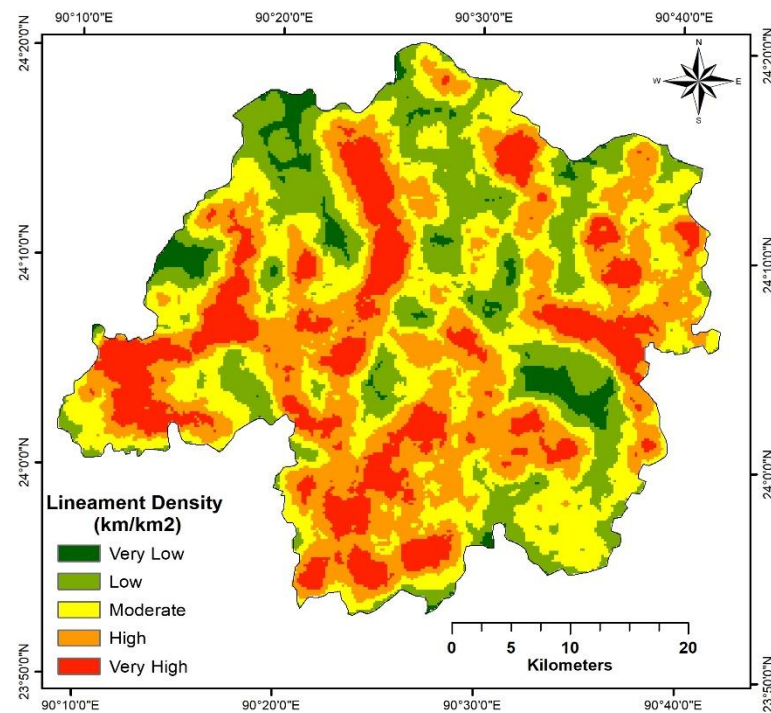 90°10'0"E 90°20'0"E 90°30'0"E 90°40'0"E
24°20'0"N 24°20'0"N
N
W E
S
24°10'0"N 24°10'0"N
24°0'0"N 24°0'0"N
Lineament Density
(km/km2)
Very Low
Low
Moderate
High
Very High
0 5 10 20
Kilometers
23°50'0"N 23°50'0"N
90°10'0"E 90°20'0"E 90°30'0"E 90°40'0"E